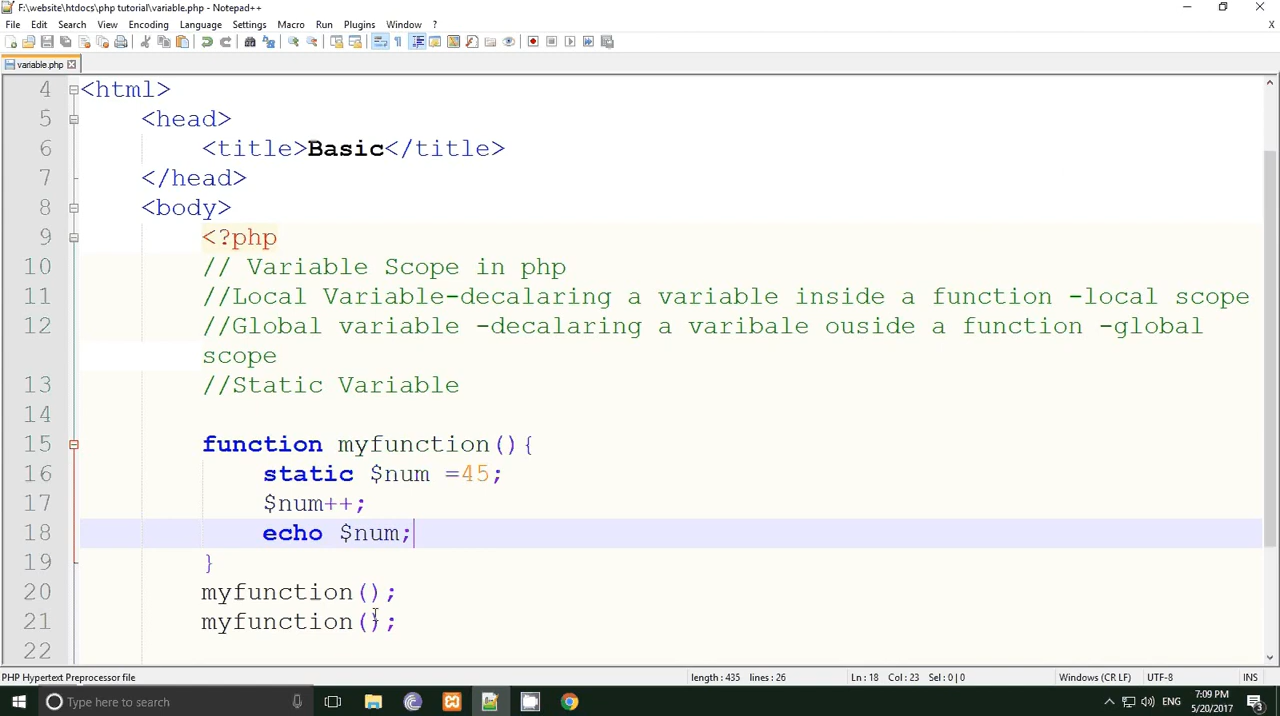 F:\website\htdocs\php tutorial\variable.php - Notepad++
File Edit Search View Encoding Language Settings Macro Run Plugins Window ? X
variable.php
4 <html>
5 <head>
6 <title>Basic</title>
7 </head>
8 <body>
9 <?php
10 // Variable Scope in php
11 //Local Variable-decalaring a variable inside a function -local scope
12 //Global variable -decalaring a varibale ouside a function -global
scope
13 //Static Variable
14
15 function myfunction(){
16 static $num =45;
17 $num++;
18 echo $num;
19 }
20 myfunction();
21 myfunction();
22
PHP Hypertext Preprocessor file length : 435 lines : 26 Ln : 18 Col : 23 Sel : 0 | 0 Windows (CR LF) UTF-8 INS
Type here to search ENG 7:09 PM
5/20/2017 3